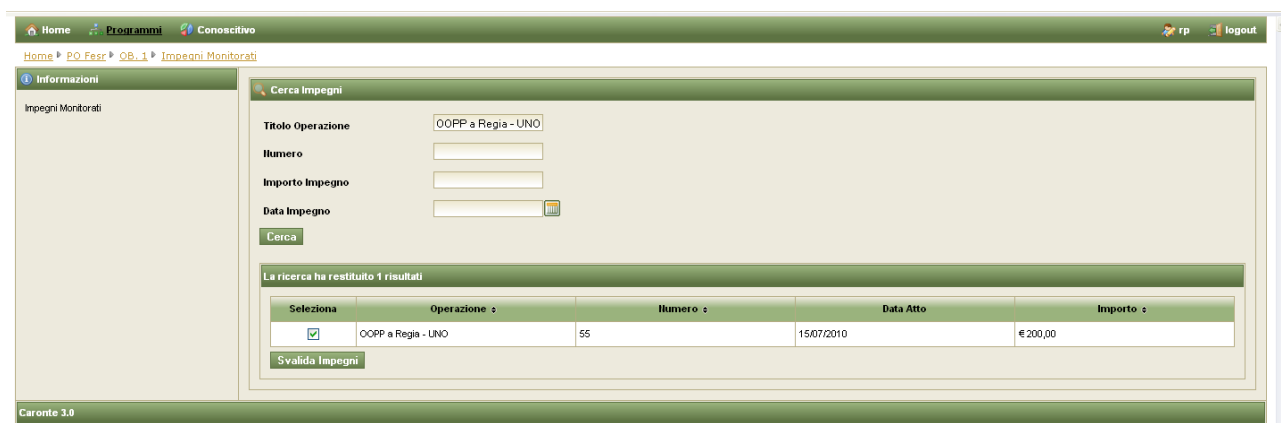 Home Programmi Conoscitivo rp logout
Home PO Fesr OB. 1 Impegni Monitorati
Informazioni
Impegni Monitorati
Cerca Impegni
Titolo Operazione OOPP a Regia - UNO
Numero
Importo Impegno
Data Impegno
Cerca
La ricerca ha restituito 1 risultati
Seleziona Operazione Numero Data Atto Importo
OOPP a Regia - UNO 55 15/07/2010 € 200,00
Svalida Impegni
Caronte 3.0